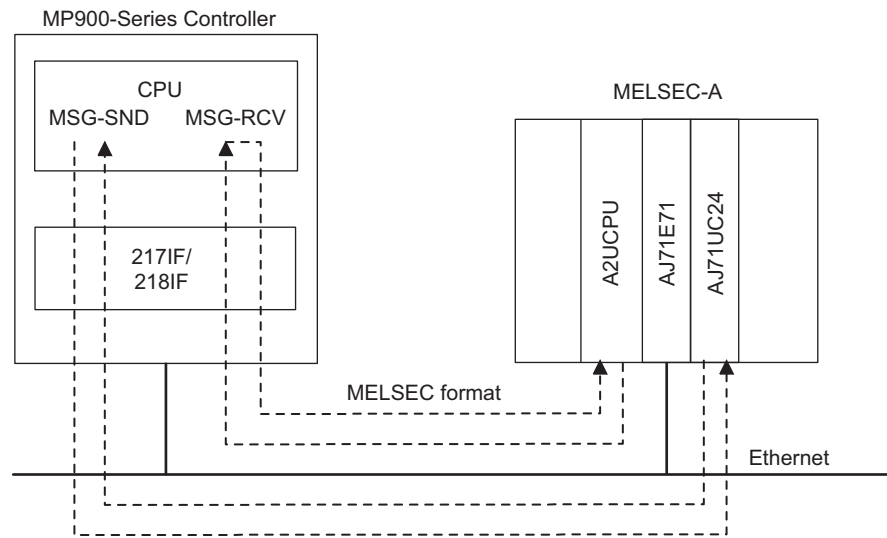 MP900-Series Controller
CPU
MSG-SND MSG-RCV
217IF/
218IF
MELSEC-A
A2UCPU
AJ71E71
AJ71UC24
MELSEC format
Ethernet